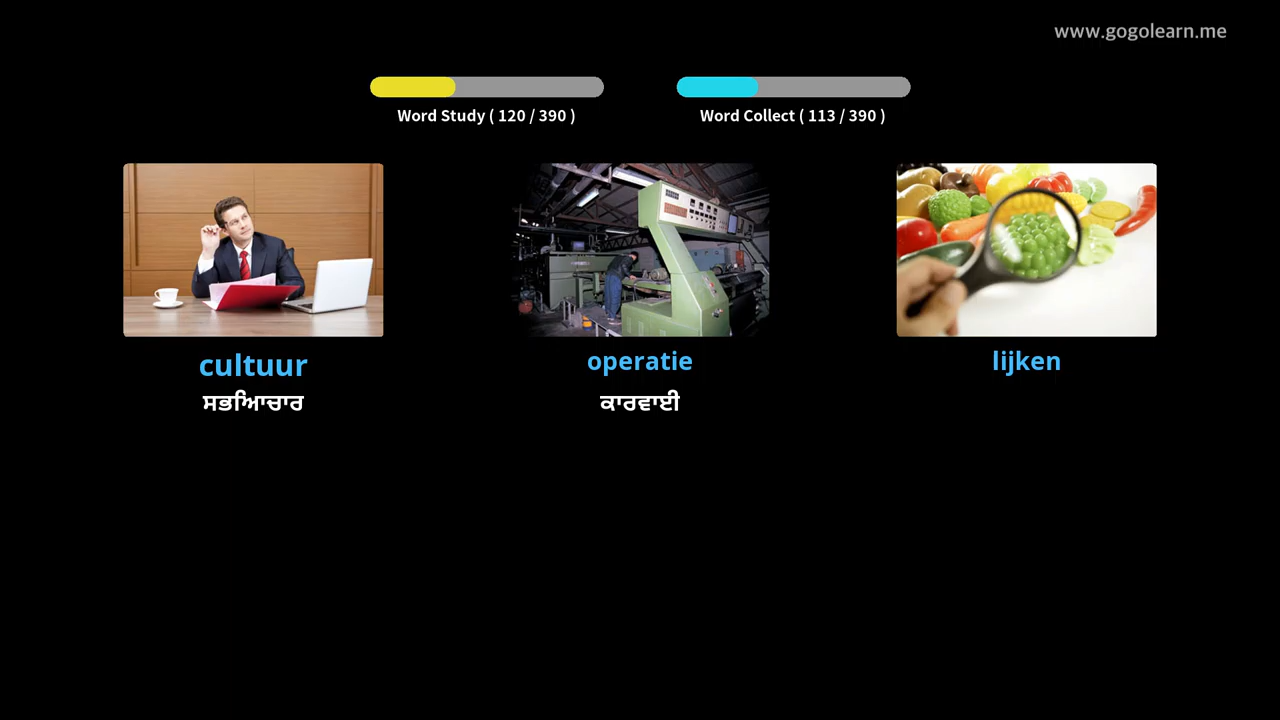 www.gogolearn.me
Word Study ( 120 / 390 )
Word Collect ( 113 / 390 )
cultuur
operatie
lijken
ਸਭਿਆਚਾਰ
ਕਾਰਵਾਈ